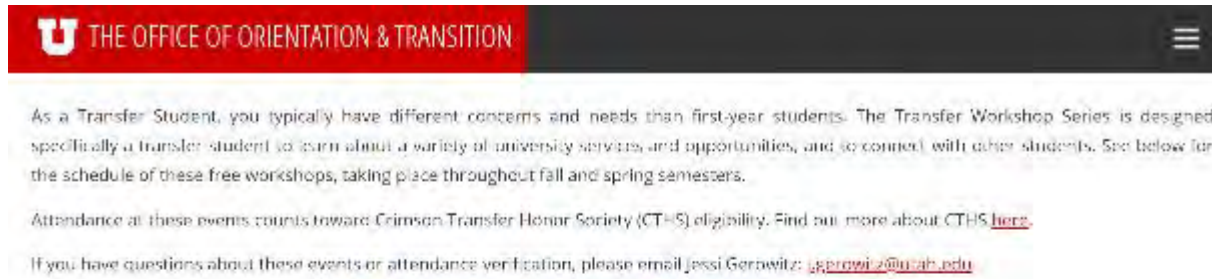 U THE OFFICE OF ORIENTATION & TRANSITION
As a Transfer Student, you typically have different concerns and needs than first-year students. The Transfer Workshop Series is designed
specifically a transfer student to learn about a variety of university services and opportunities, and to connect with other students. See below for
the schedule of these free workshops, taking place throughout fall and spring semesters.
Attendance at these events counts toward Crimson Transfer Honor Society (CTHS) eligibility. Find out more about CTHS here.
If you have questions about these events or attendance verification, please email Jessi Gerowitz: j.gerowitz@utah.edu